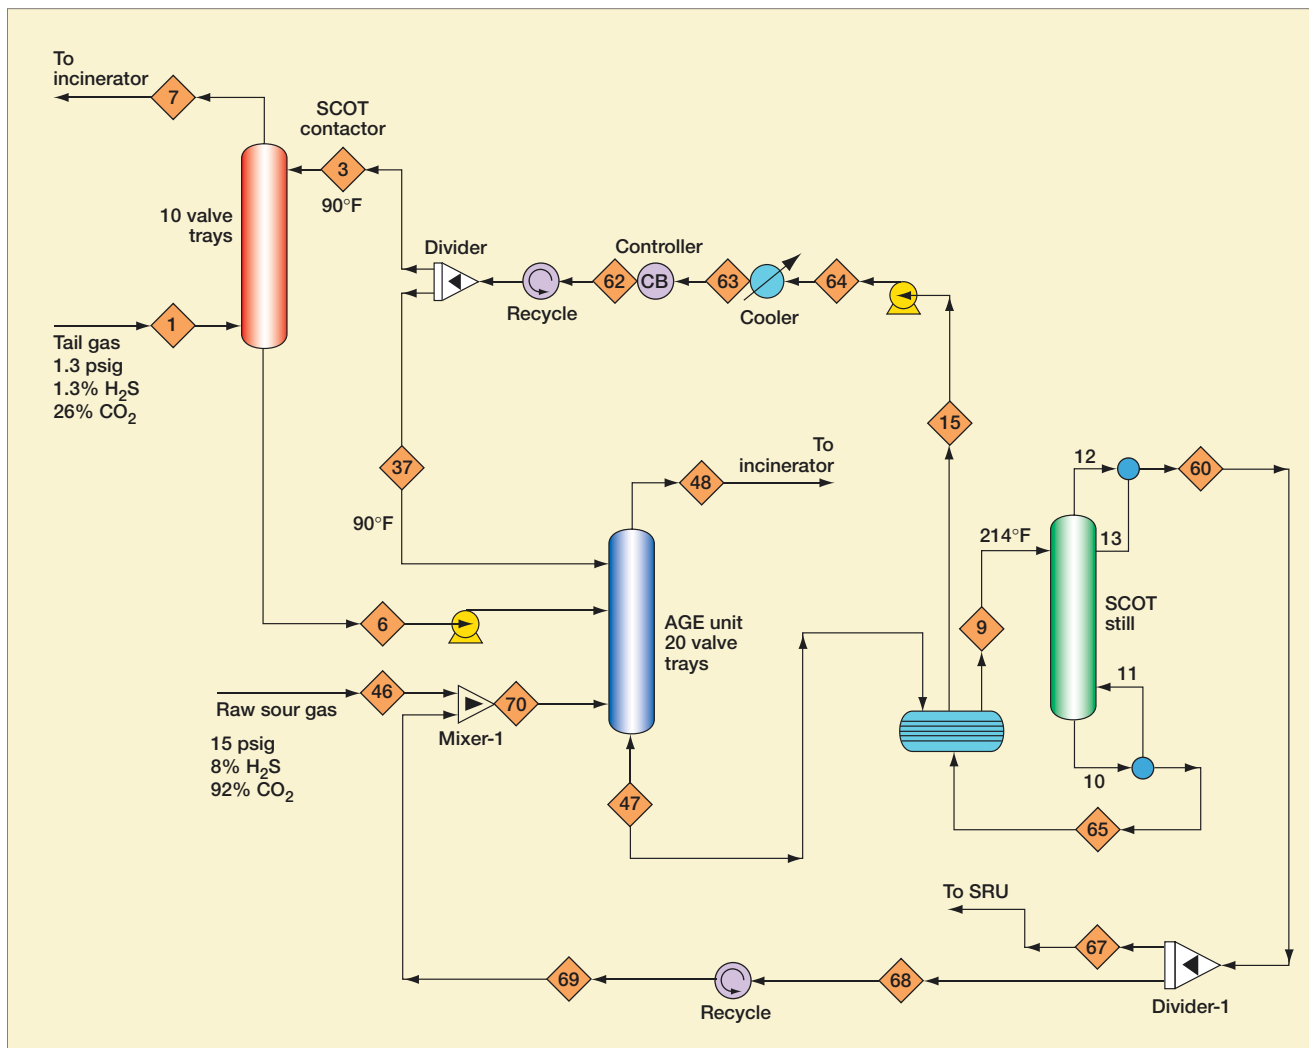 To
incinerator
7
SCOT
contactor
3
90°F
10 valve
trays
1
Tail gas
1.3 psig
1.3% H₂S
26% CO₂
Divider
Recycle
Controller
62
CB
63
Cooler
64
15
37
90°F
To
incinerator
48
12
60
13
214°F
SCOT
still
9
11
10
65
6
AGE unit
20 valve
trays
46
Raw sour gas
15 psig
8% H₂S
92% CO₂
70
Mixer-1
47
To SRU
67
69
Recycle
68
Divider-1